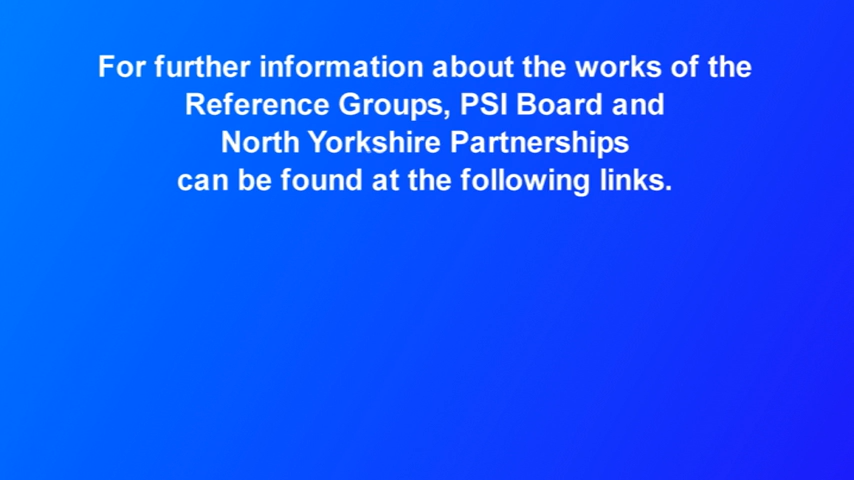 For further information about the works of the
Reference Groups, PSI Board and
North Yorkshire Partnerships
can be found at the following links.